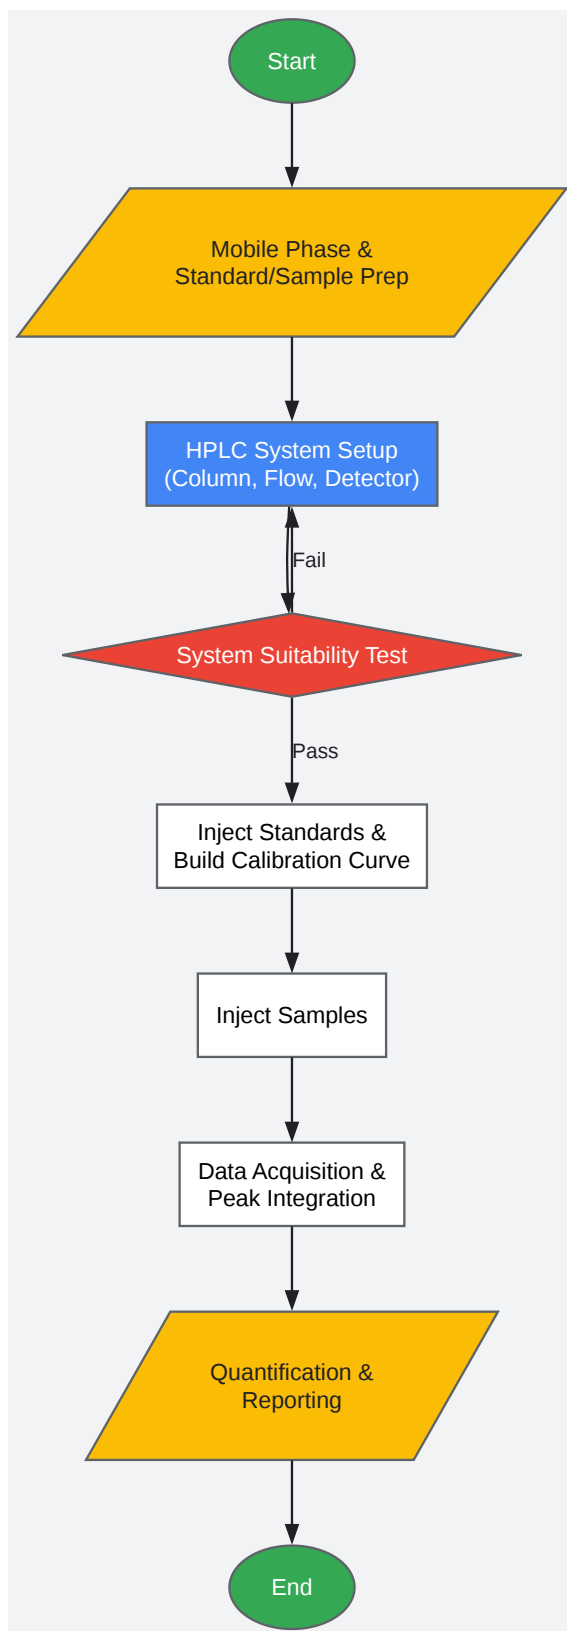 Start
Mobile Phase &
Standard/Sample Prep
HPLC System Setup
(Column, Flow, Detector)
Fail
System Suitability Test
Pass
Inject Standards &
Build Calibration Curve
Inject Samples
Data Acquisition &
Peak Integration
Quantification &
Reporting
End